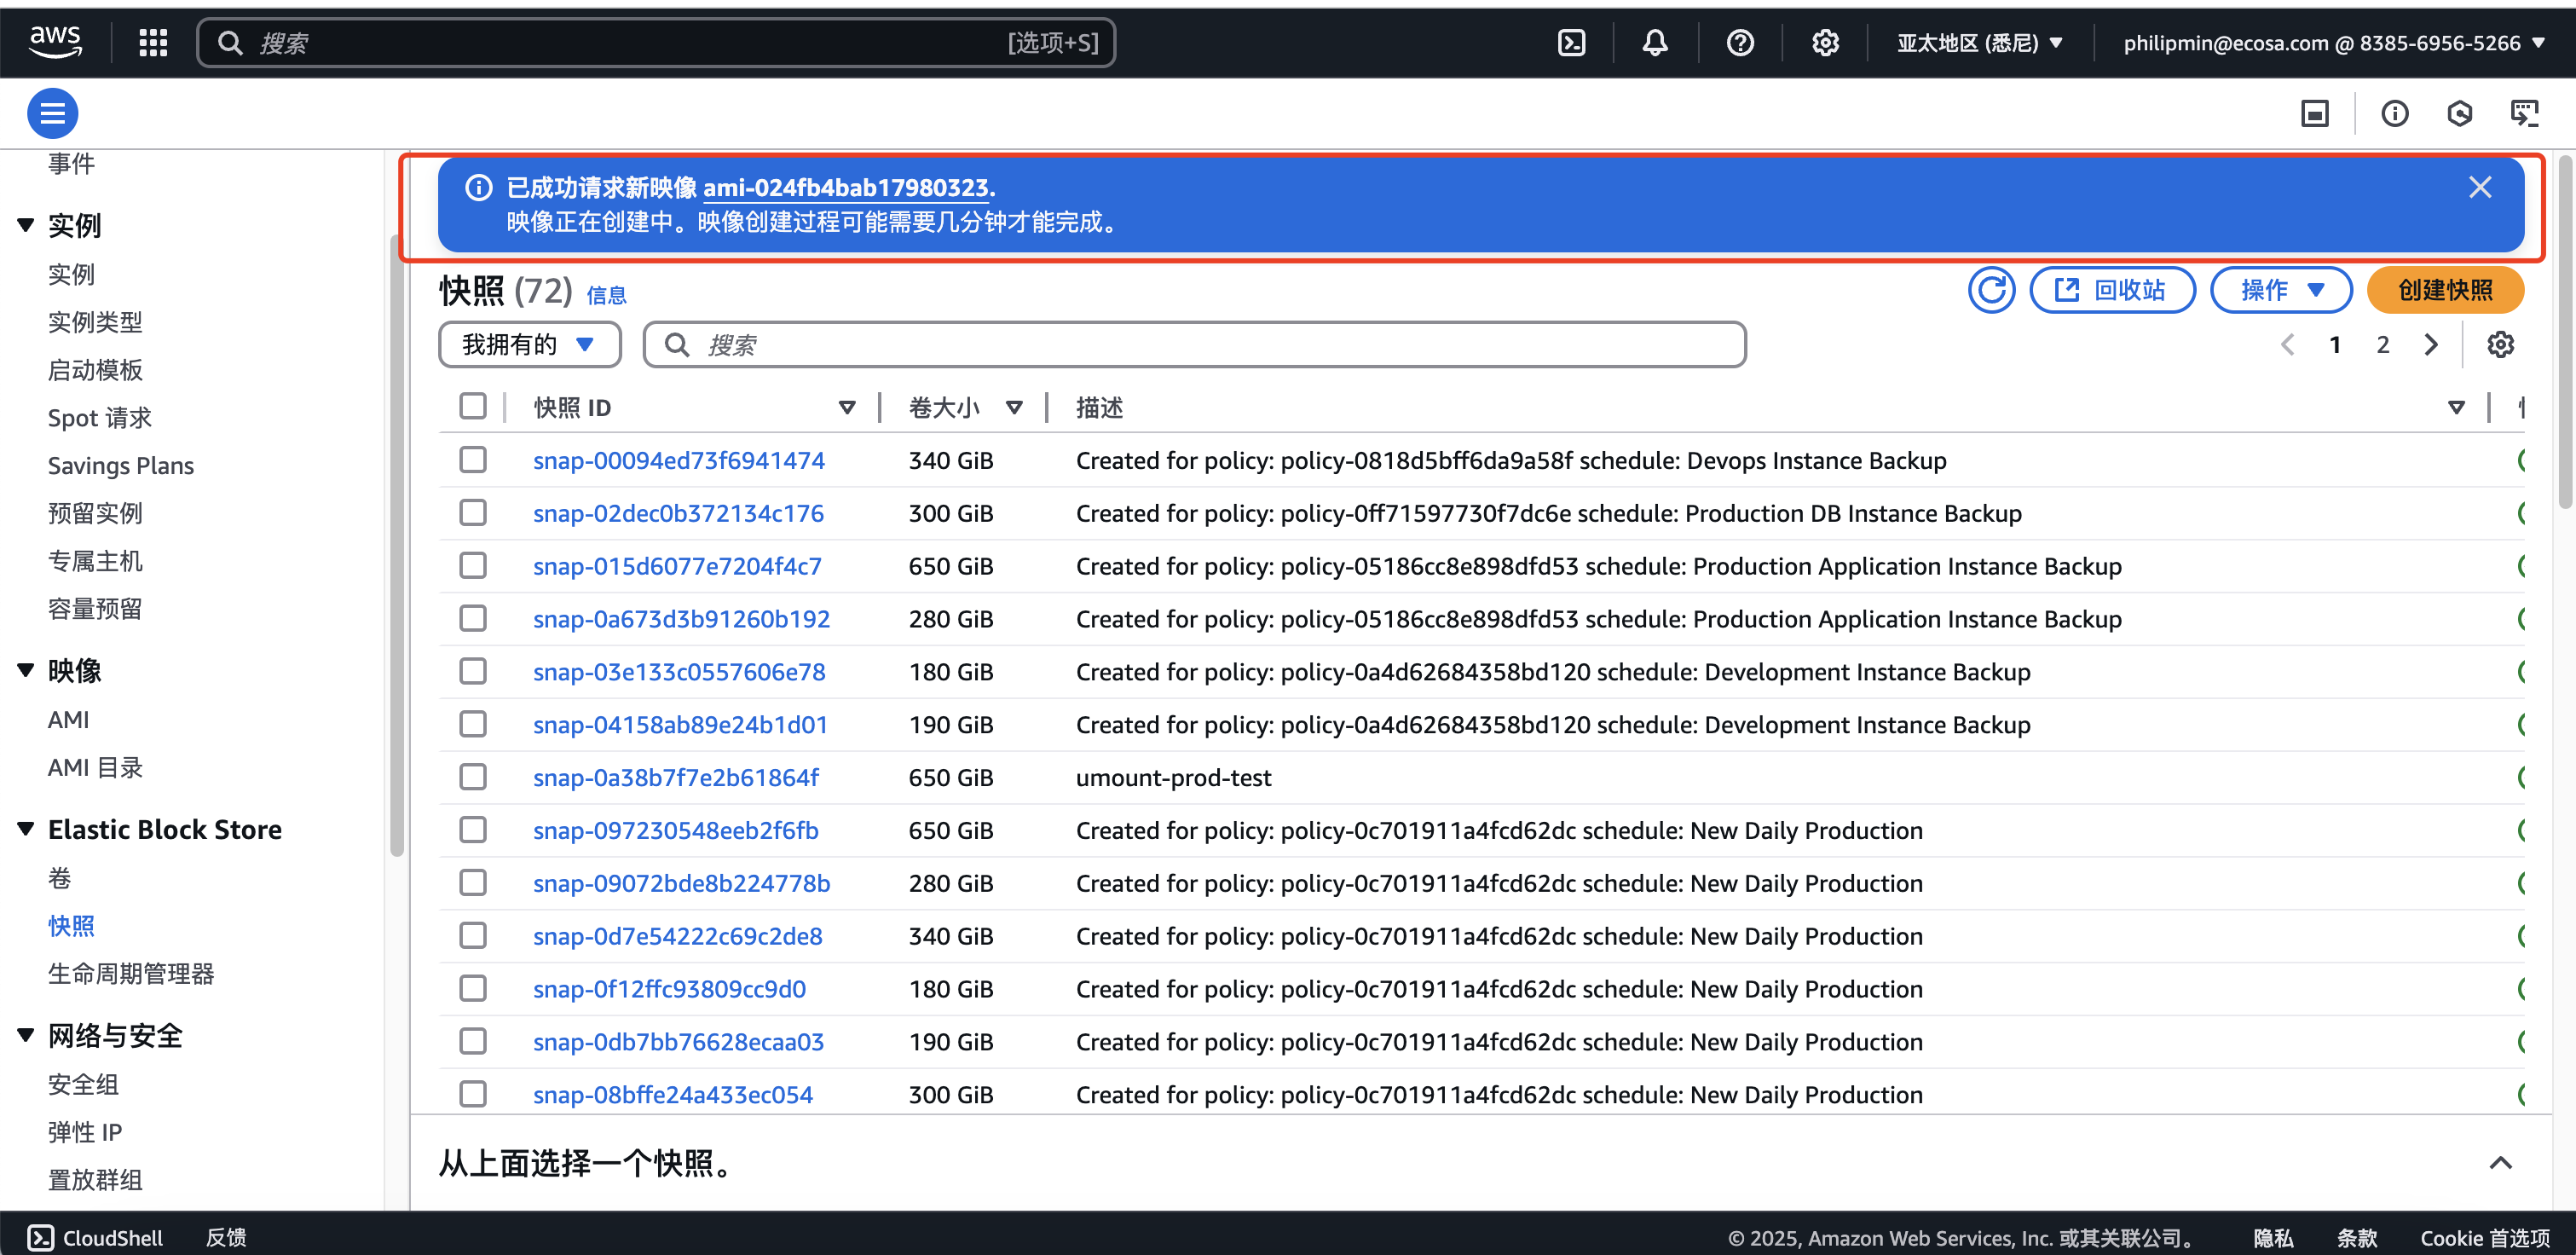 aws
搜索
[选项+S]
亚太地区 (悉尼)
philipmin@ecosa.com @ 8385-6956-5266
事件
实例
实例
实例类型
启动模板
Spot 请求
Savings Plans
预留实例
专属主机
容量预留
映像
AMI
AMI 目录
Elastic Block Store
卷
快照
生命周期管理器
网络与安全
安全组
弹性 IP
置放群组
已成功请求新映像 ami-024fb4bab17980323.
映像正在创建中。映像创建过程可能需要几分钟才能完成。
快照 (72) 信息
回收站
操作
创建快照
我拥有的
搜索
1 2
快照 ID 卷大小 描述
snap-00094ed73f6941474 340 GiB Created for policy: policy-0818d5bff6da9a58f schedule: Devops Instance Backup
snap-02dec0b372134c176 300 GiB Created for policy: policy-0ff71597730f7dc6e schedule: Production DB Instance Backup
snap-015d6077e7204f4c7 650 GiB Created for policy: policy-05186cc8e898dfd53 schedule: Production Application Instance Backup
snap-0a673d3b91260b192 280 GiB Created for policy: policy-05186cc8e898dfd53 schedule: Production Application Instance Backup
snap-03e133c0557606e78 180 GiB Created for policy: policy-0a4d62684358bd120 schedule: Development Instance Backup
snap-04158ab89e24b1d01 190 GiB Created for policy: policy-0a4d62684358bd120 schedule: Development Instance Backup
snap-0a38b7f7e2b61864f 650 GiB umount-prod-test
snap-097230548eeb2f6fb 650 GiB Created for policy: policy-0c701911a4fcd62dc schedule: New Daily Production
snap-09072bde8b224778b 280 GiB Created for policy: policy-0c701911a4fcd62dc schedule: New Daily Production
snap-0d7e54222c69c2de8 340 GiB Created for policy: policy-0c701911a4fcd62dc schedule: New Daily Production
snap-0f12ffc93809cc9d0 180 GiB Created for policy: policy-0c701911a4fcd62dc schedule: New Daily Production
snap-0db7bb76628ecaa03 190 GiB Created for policy: policy-0c701911a4fcd62dc schedule: New Daily Production
snap-08bffe24a433ec054 300 GiB Created for policy: policy-0c701911a4fcd62dc schedule: New Daily Production
从上面选择一个快照。
CloudShell 反馈
© 2025, Amazon Web Services, Inc. 或其关联公司。 隐私 条款 Cookie 首选项